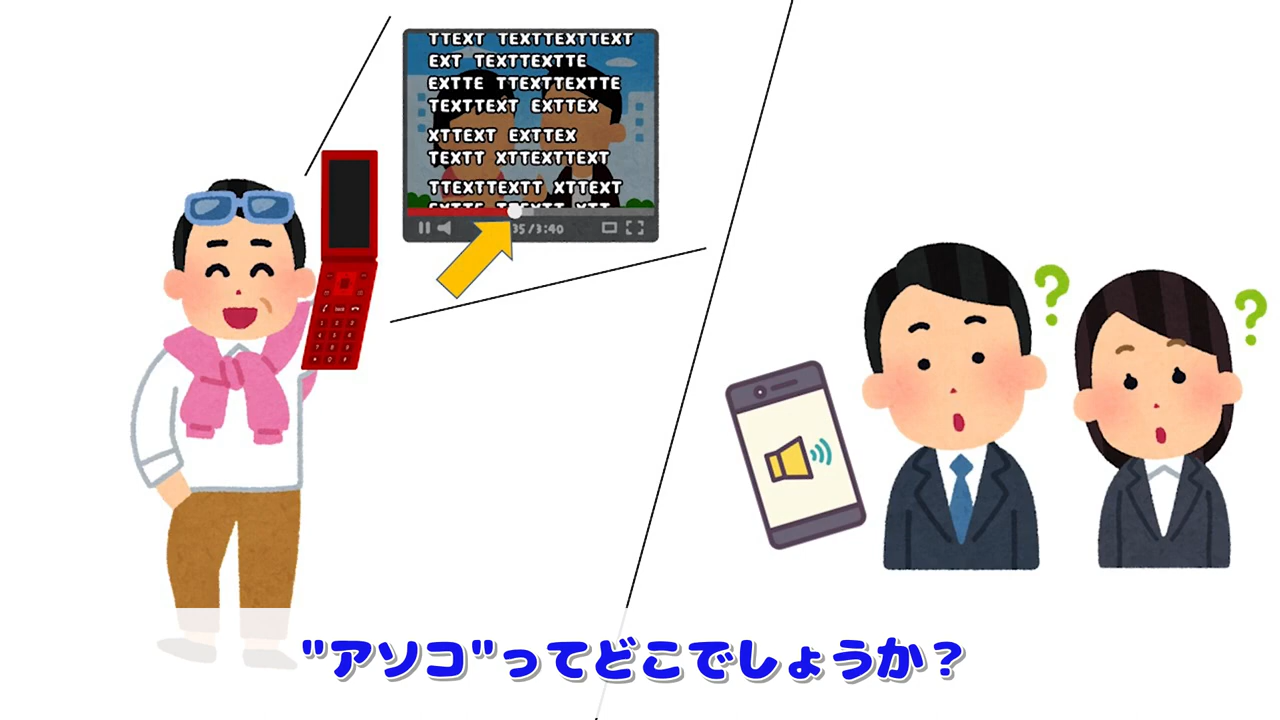 TTEXT TEXTTEXTTEXT
EXT TEXTTEXTTE
EXTTE TTEXTTEXTTE
TEXTTEXT EXTTEX
XTTEXT EXTTEX
TEXTT XTTEXTTEXT
TTEXTTEXTT XTTEXT
35/3:40
? ?
"アソコ"ってどこでしょうか？